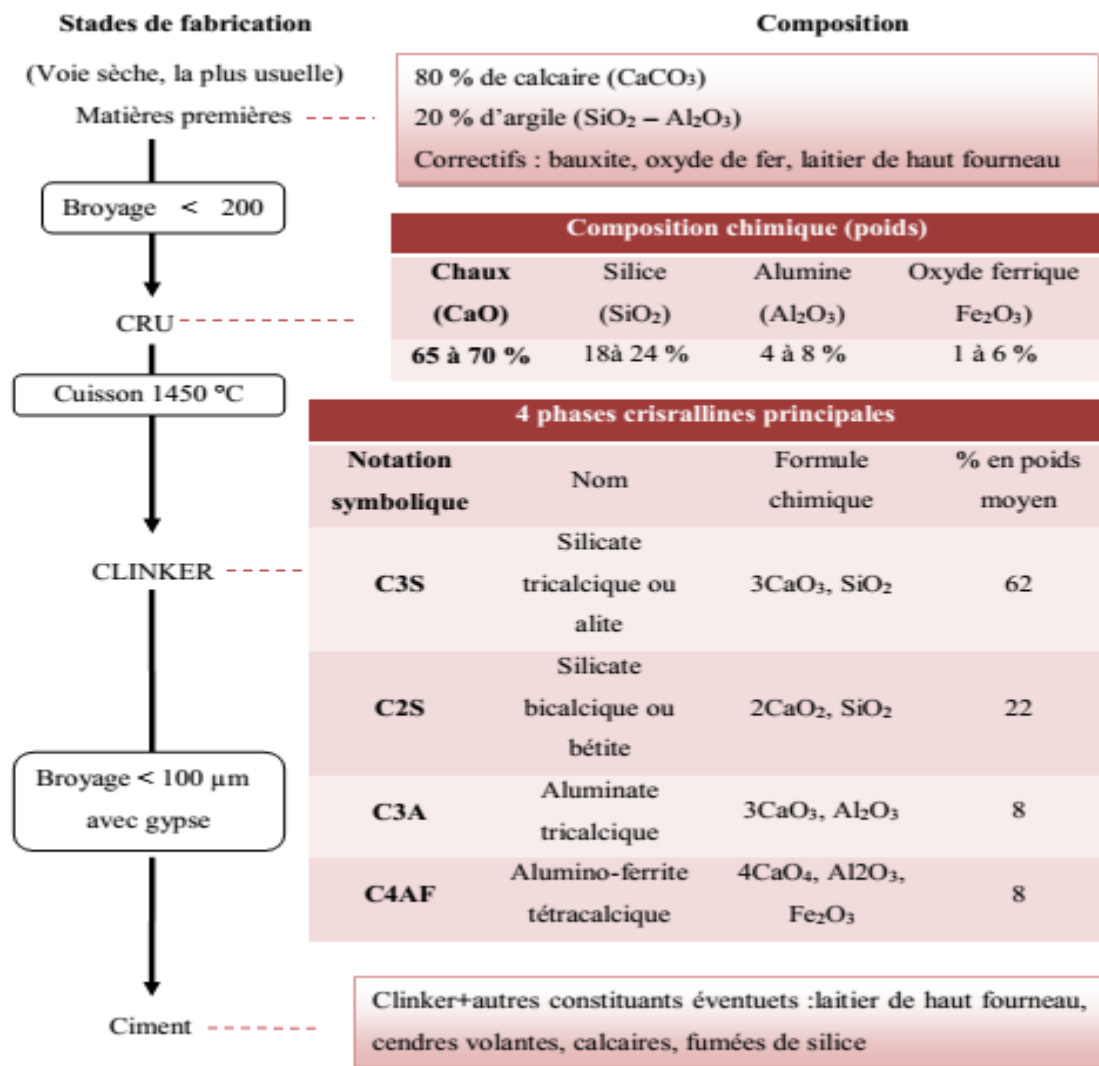 Stades de fabrication
Composition
(Voie sèche, la plus usuelle)
Matières premières
80 % de calcaire (CaCO₃)
20 % d’argile (SiO₂ – Al₂O₃)
Correctifs : bauxite, oxyde de fer, laitier de haut fourneau
Broyage < 200
Composition chimique (poids)
Chaux Silice Alumine Oxyde ferrique
(CaO) (SiO₂) (Al₂O₃) Fe₂O₃)
65 à 70 % 18à 24 % 4 à 8 % 1 à 6 %
CRU
Cuisson 1450 °C
4 phases crisrallines principales
Notation Formule % en poids
symbolique Nom chimique moyen
CLINKER
Silicate
C3S tricalcique ou 3CaO₃, SiO₂ 62
alite
Silicate
C2S bicalcique ou 2CaO₂, SiO₂ 22
bétite
Broyage < 100 µm
avec gypse
Aluminate
C3A 3CaO₃, Al₂O₃ 8
tricalcique
Alumino-ferrite 4CaO₄, Al2O₃,
C4AF 8
tétracalcique Fe₂O₃
Ciment
Clinker+autres constituants éventuets :laitier de haut fourneau,
cendres volantes, calcaires, fumées de silice